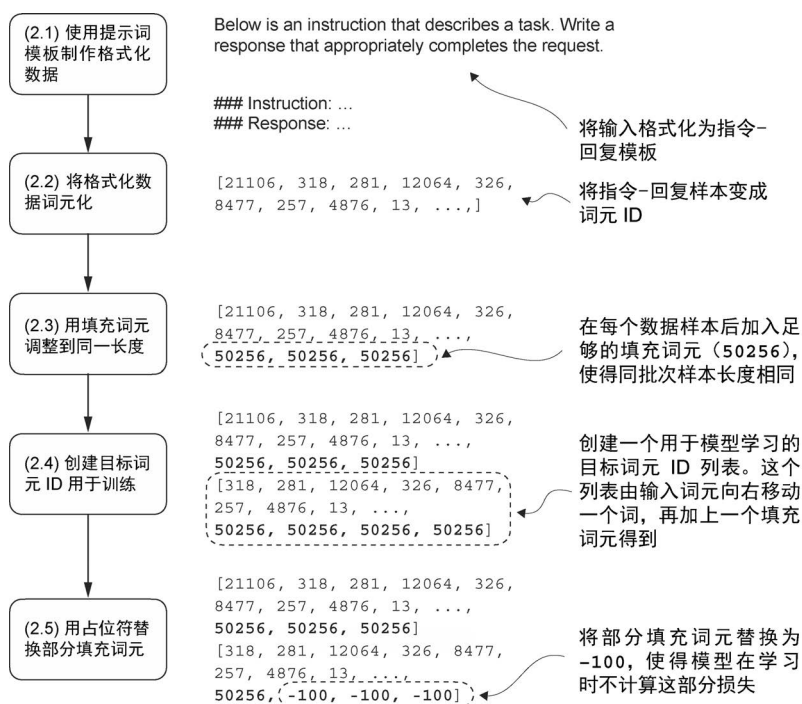 (2.1) 使用提示词
模板制作格式化
数据
Below is an instruction that describes a task. Write a
response that appropriately completes the request.
### Instruction: …
### Response: …
将输入格式化为指令-
回复模板
(2.2) 将格式化数
据词元化
[21106, 318, 281, 12064, 326,
8477, 257, 4876, 13, ...,]
将指令-回复样本变成
词元 ID
(2.3) 用填充词元
调整到同一长度
[21106, 318, 281, 12064, 326,
8477, 257, 4876, 13, ...,
50256, 50256, 50256]
在每个数据样本后加入足
够的填充词元（50256），
使得同批次样本长度相同
(2.4) 创建目标词
元 ID 用于训练
[21106, 318, 281, 12064, 326,
8477, 257, 4876, 13, ...,
50256, 50256, 50256]
[318, 281, 12064, 326, 8477,
257, 4876, 13, ...,
50256, 50256, 50256, 50256]
创建一个用于模型学习的
目标词元 ID 列表。这个
列表由输入词元向右移动
一个词，再加上一个填充
词元得到
(2.5) 用占位符替
换部分填充词元
[21106, 318, 281, 12064, 326,
8477, 257, 4876, 13, ...,
50256, 50256, 50256]
[318, 281, 12064, 326, 8477,
257, 4876, 13, ...,
50256, -100, -100, -100]
将部分填充词元替换为
-100，使得模型在学习
时不计算这部分损失